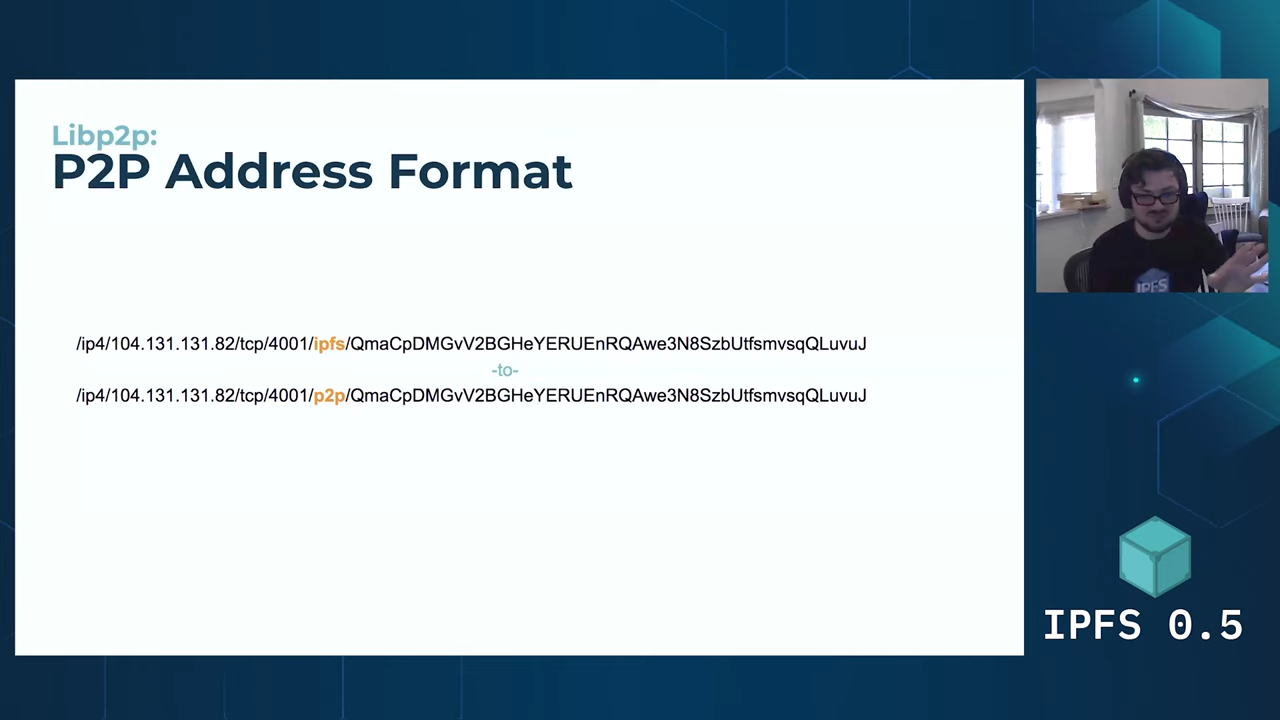 Libp2p:
P2P Address Format
/ip4/104.131.131.82/tcp/4001/ipfs/QmaCpDMGvV2BGHeYERUEnRQAwe3N8SzbUtfsmvsqQLuvuJ
-to-
/ip4/104.131.131.82/tcp/4001/p2p/QmaCpDMGvV2BGHeYERUEnRQAwe3N8SzbUtfsmvsqQLuvuJ
IPFS
IPFS 0.5